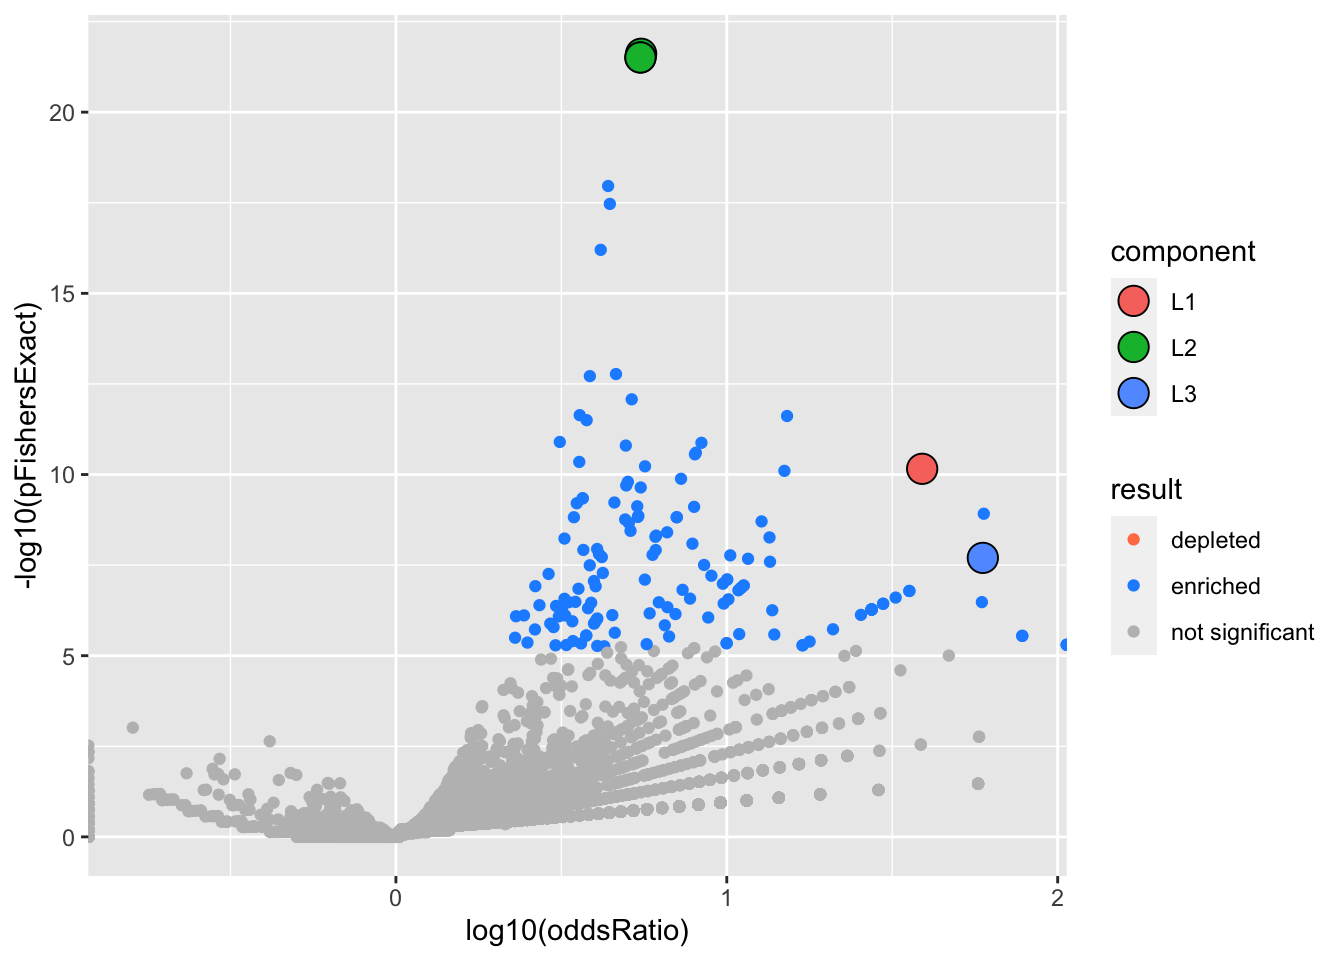 20
15
10
5
0
-log10(pFishersExact)
0
1
2
log10(oddsRatio)
component
L1
L2
L3
result
depleted
enriched
not significant